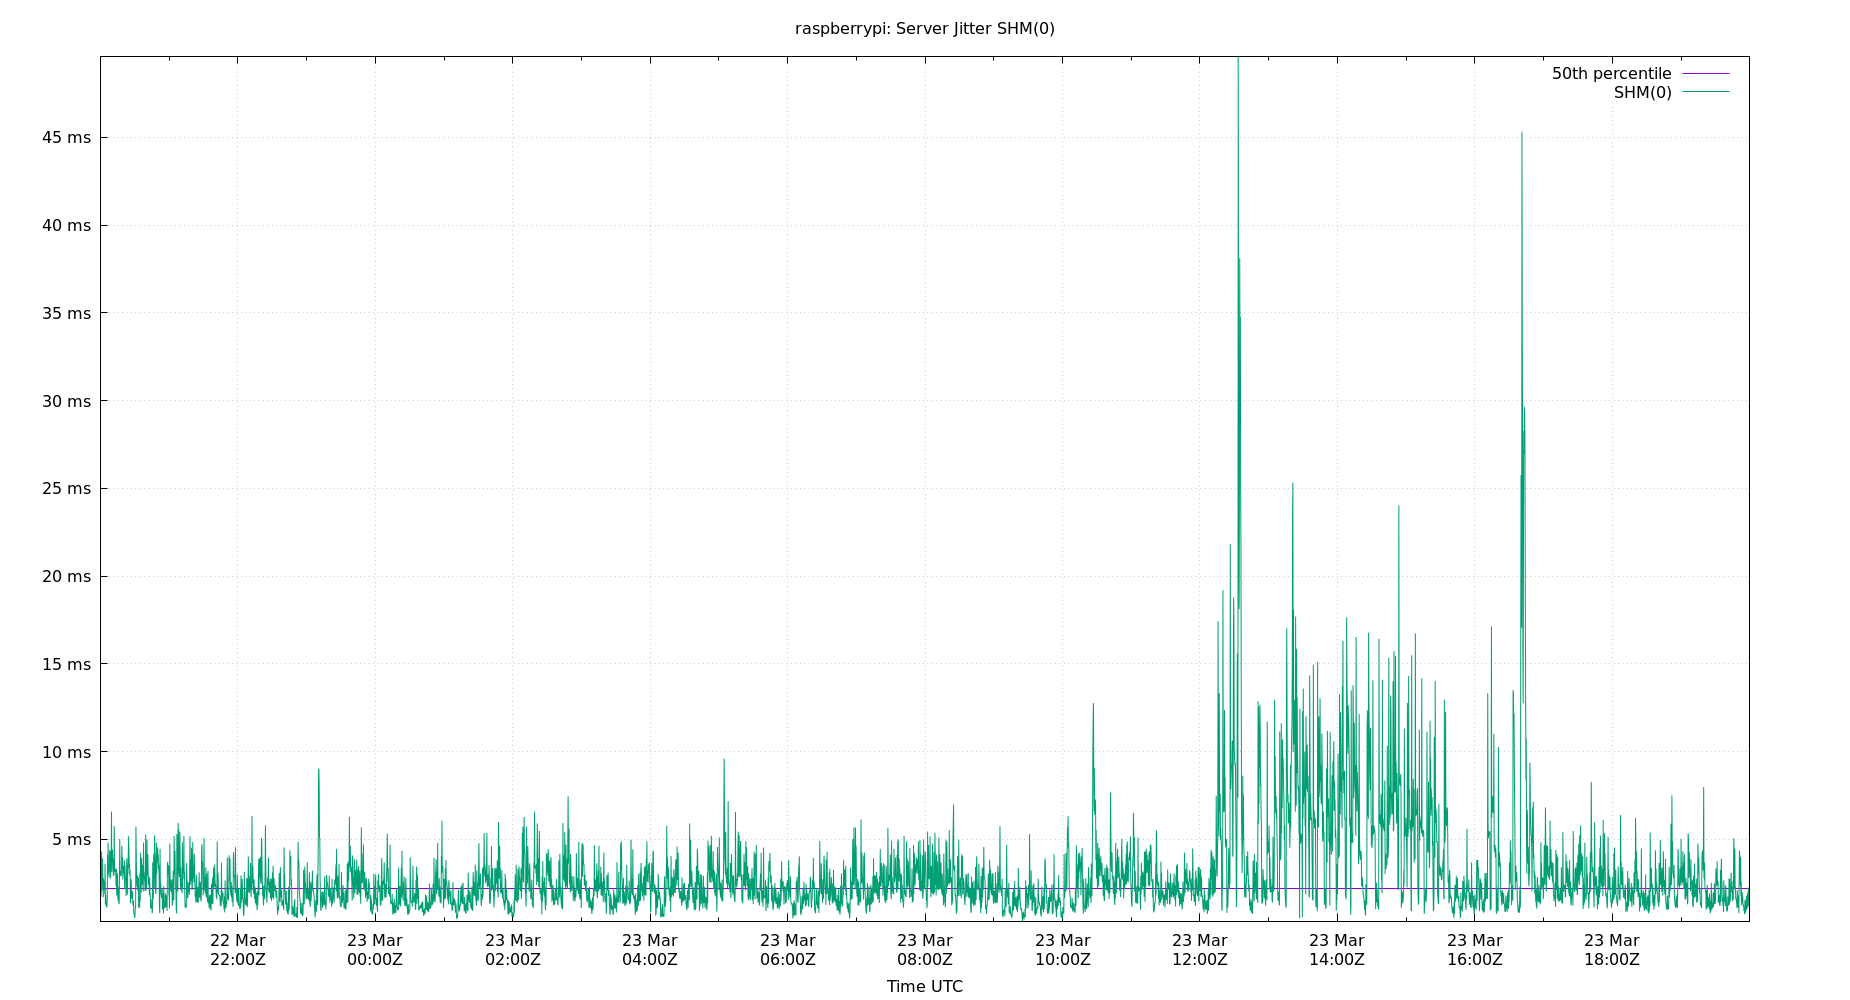 raspberrypi: Server Jitter SHM(0)
50th percentile
SHM(0)
45 ms
40 ms
35 ms
30 ms
25 ms
20 ms
15 ms
10 ms
5 ms
22 Mar 23 Mar 23 Mar 23 Mar 23 Mar 23 Mar 23 Mar 23 Mar 23 Mar 23 Mar 23 Mar
22:00Z 00:00Z 02:00Z 04:00Z 06:00Z 08:00Z 10:00Z 12:00Z 14:00Z 16:00Z 18:00Z
Time UTC